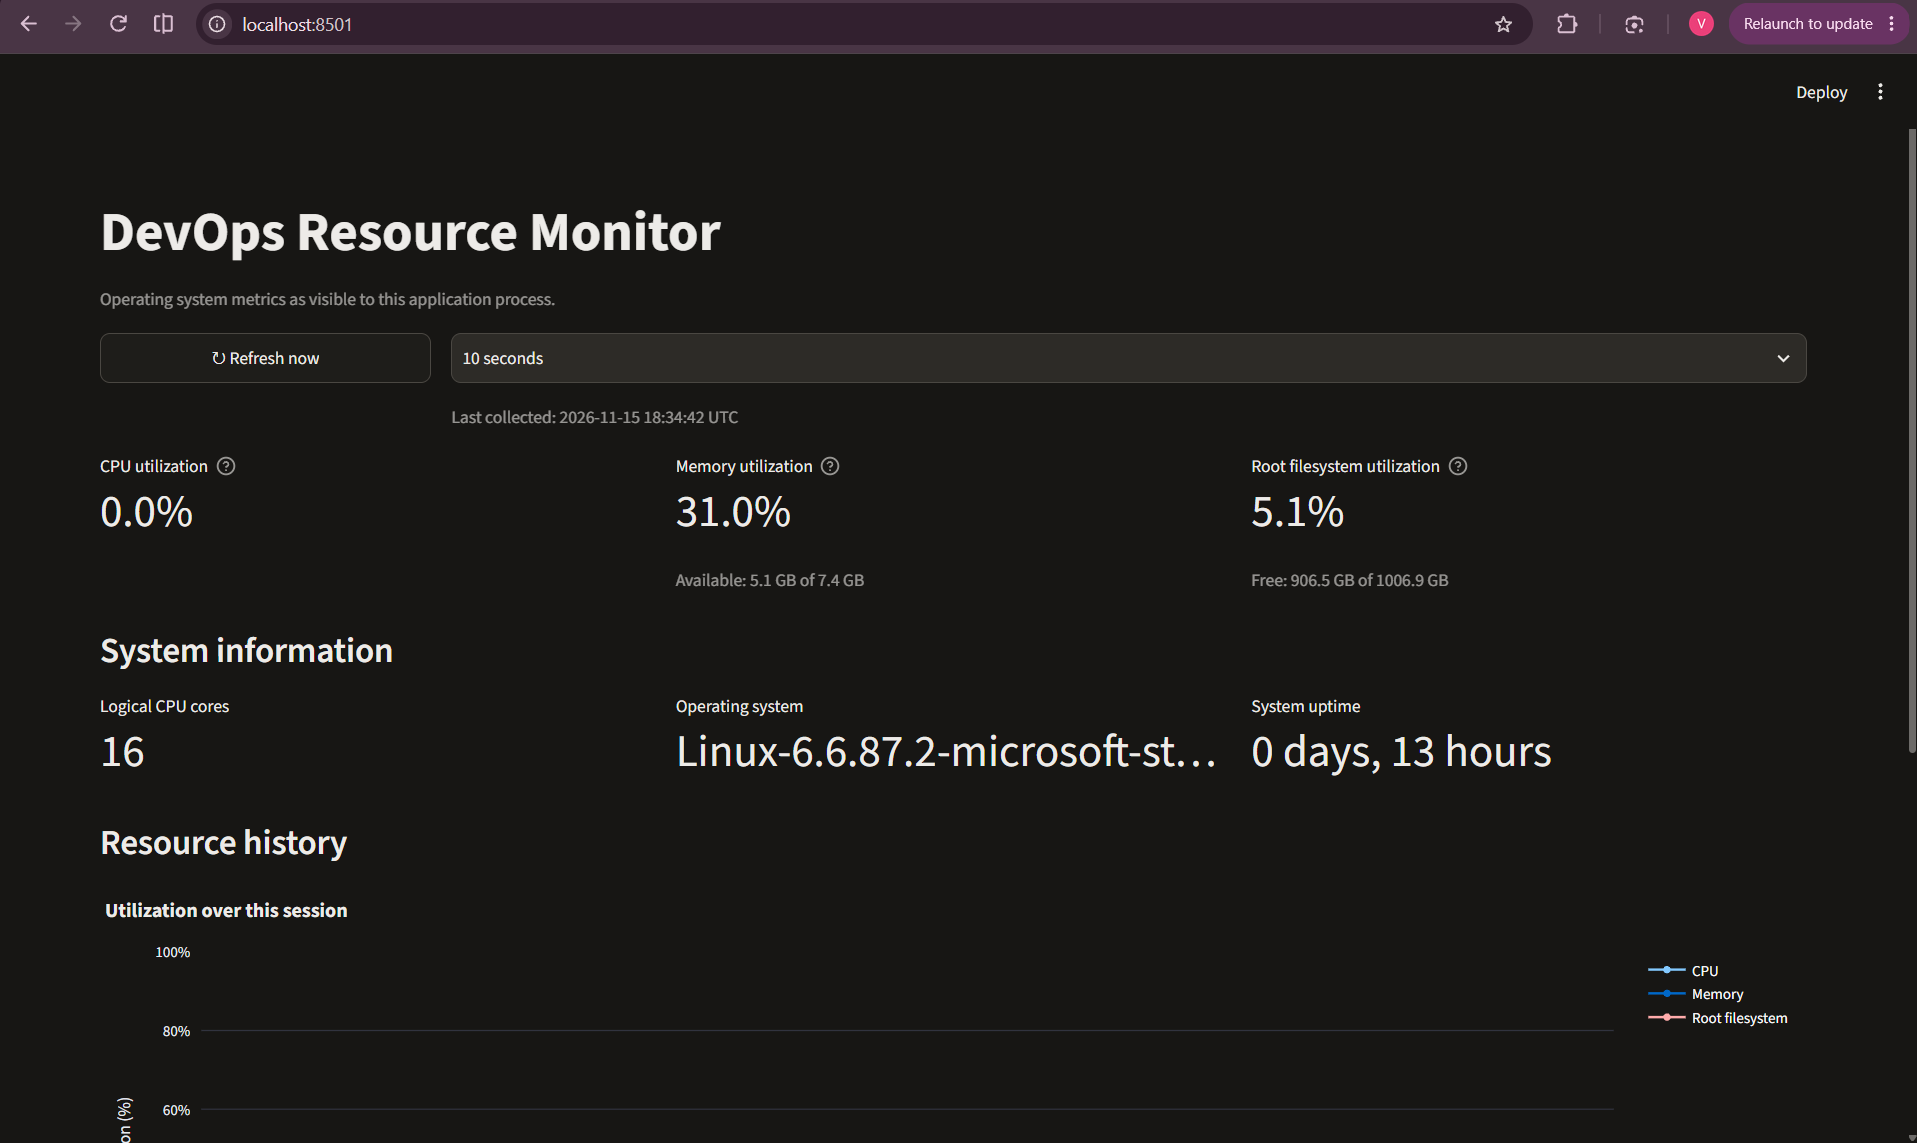 localhost:8501
V
Relaunch to update
Deploy
DevOps Resource Monitor
Operating system metrics as visible to this application process.
↻ Refresh now
10 seconds
Last collected: 2026-11-15 18:34:42 UTC
CPU utilization
0.0%
Memory utilization
31.0%
Available: 5.1 GB of 7.4 GB
Root filesystem utilization
5.1%
Free: 906.5 GB of 1006.9 GB
System information
Logical CPU cores
16
Operating system
Linux-6.6.87.2-microsoft-st…
System uptime
0 days, 13 hours
Resource history
Utilization over this session
100%
80%
60%
on (%)
CPU
Memory
Root filesystem